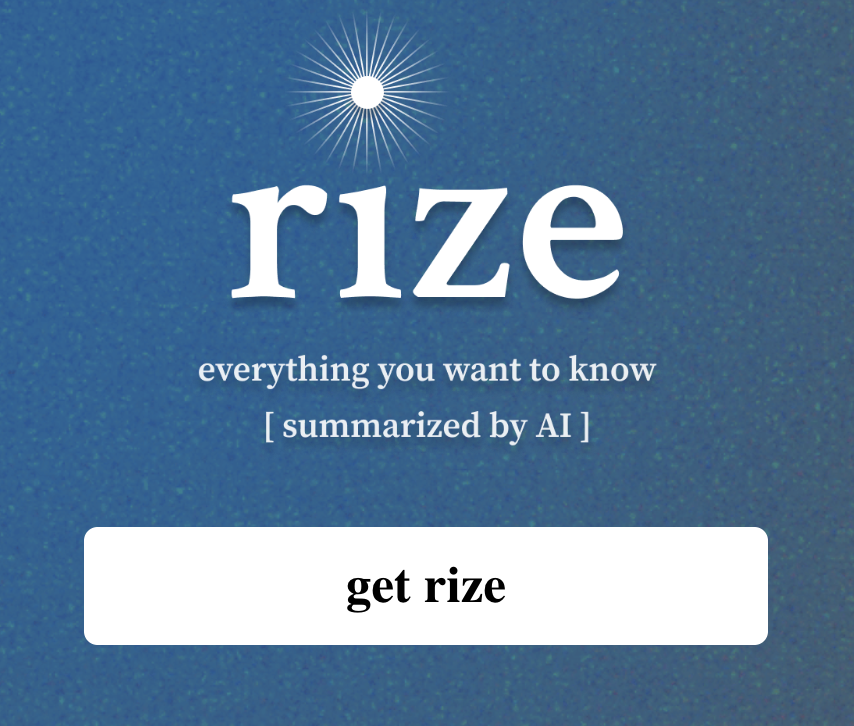 rize
everything you want to know
[ summarized by AI ]
get rize